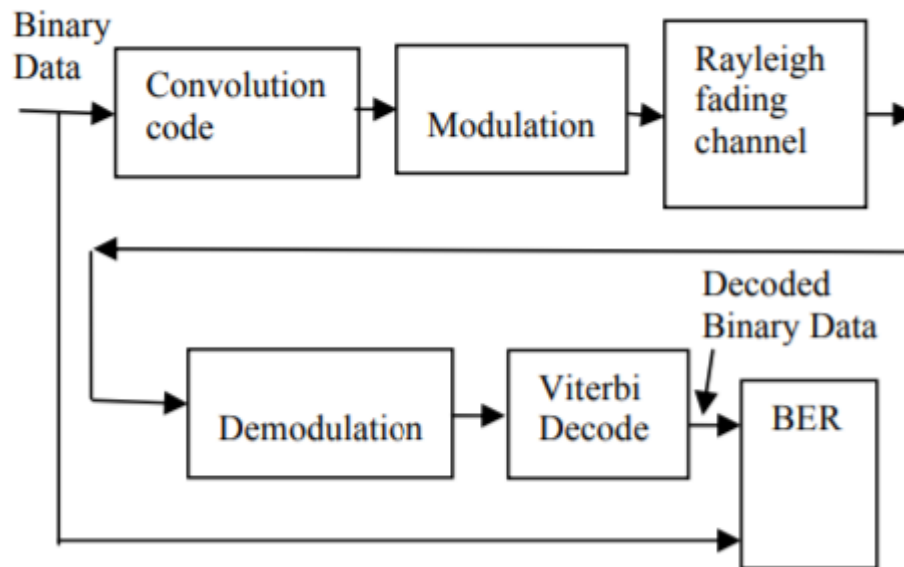 Binary
Data
Convolution
code
Modulation
Rayleigh
fading
channel
Decoded
Binary Data
Demodulation
Viterbi
Decode
BER